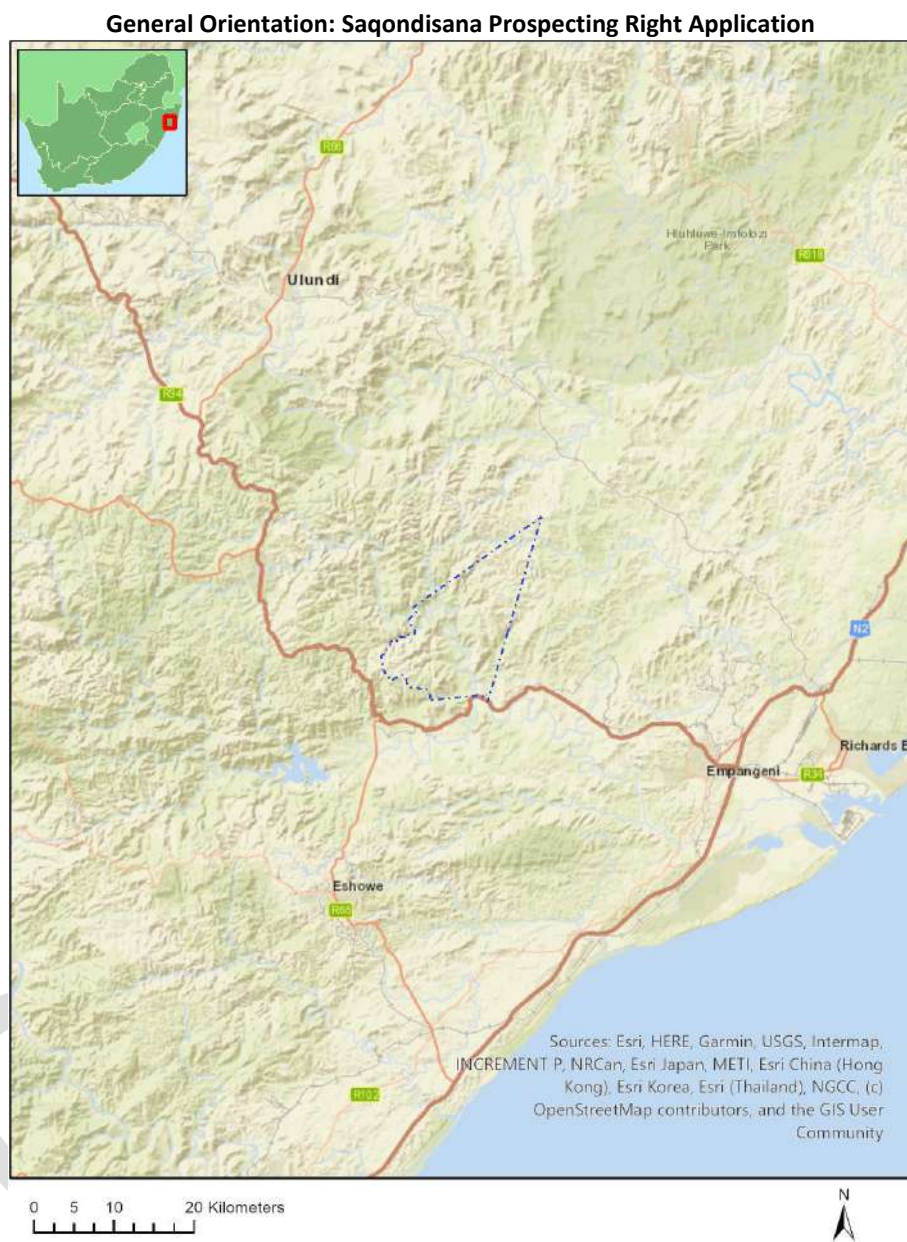 General Orientation: Saqondisana Prospecting Right Application
R66
Hluhluwe-Imfolozi
Park
R618
Ulundi
R34
N2
Richards B
Empangeni
R34
Eshowe
R66
R102
Sources: Esri, HERE, Garmin, USGS, Intermap,
INCREMENT P, NRCan, Esri Japan, METI, Esri China (Hong
Kong), Esri Korea, Esri (Thailand), NGCC, (c)
OpenStreetMap contributors, and the GIS User
Community
0 5 10 20 Kilometers
N